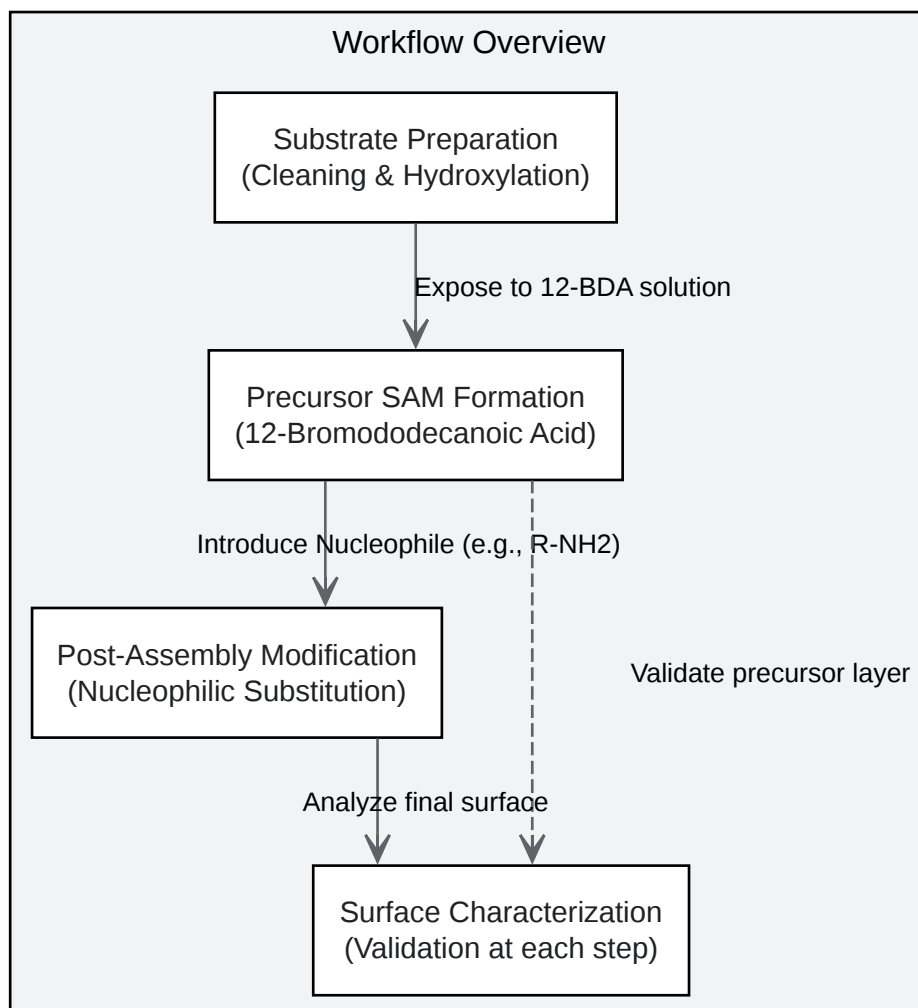 Workflow Overview
Substrate Preparation
(Cleaning & Hydroxylation)
Expose to 12-BDA solution
Precursor SAM Formation
(12-Bromododecanoic Acid)
Introduce Nucleophile (e.g., R-NH2)
Post-Assembly Modification
(Nucleophilic Substitution)
Validate precursor layer
Analyze final surface
Surface Characterization
(Validation at each step)